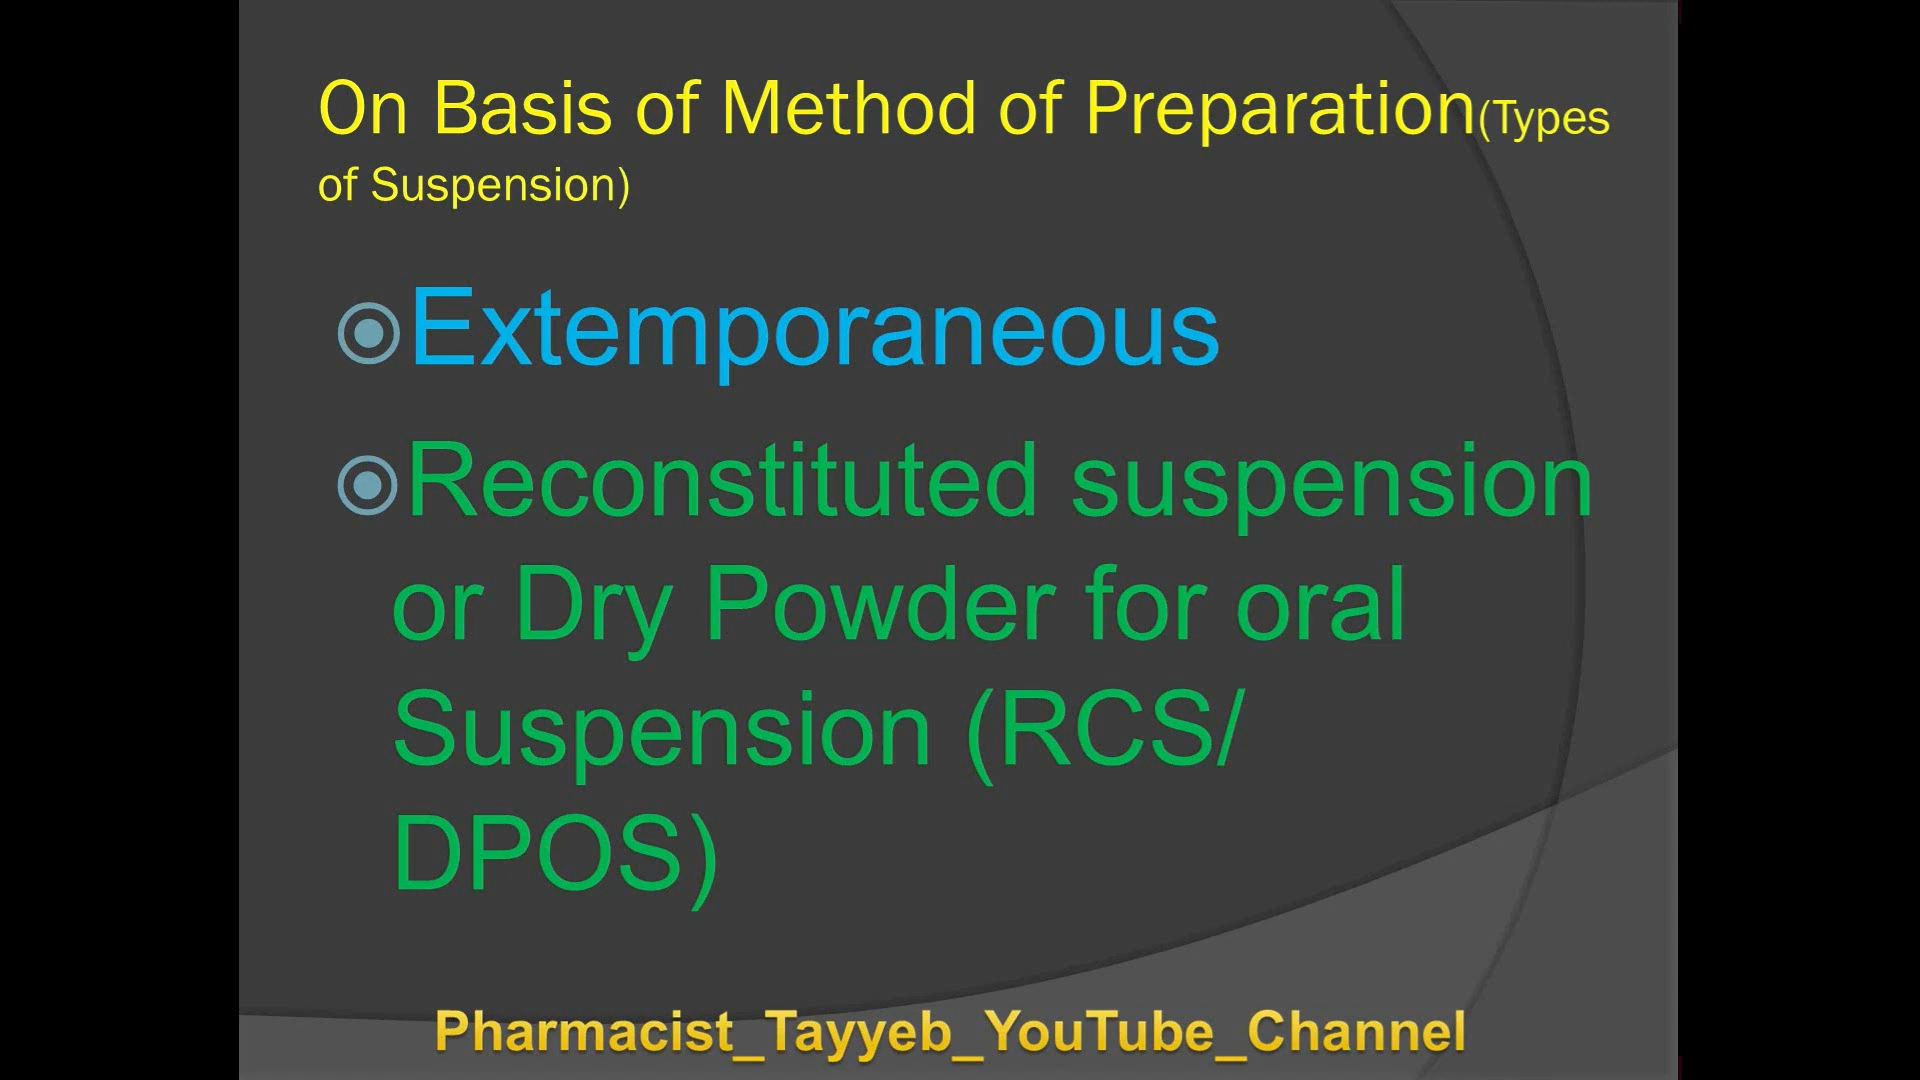 On Basis of Method of Preparation(Types
of Suspension)
Extemporaneous
Reconstituted suspension
or Dry Powder for oral
Suspension (RCS/
DPOS)
Pharmacist_Tayyeb_YouTube_Channel